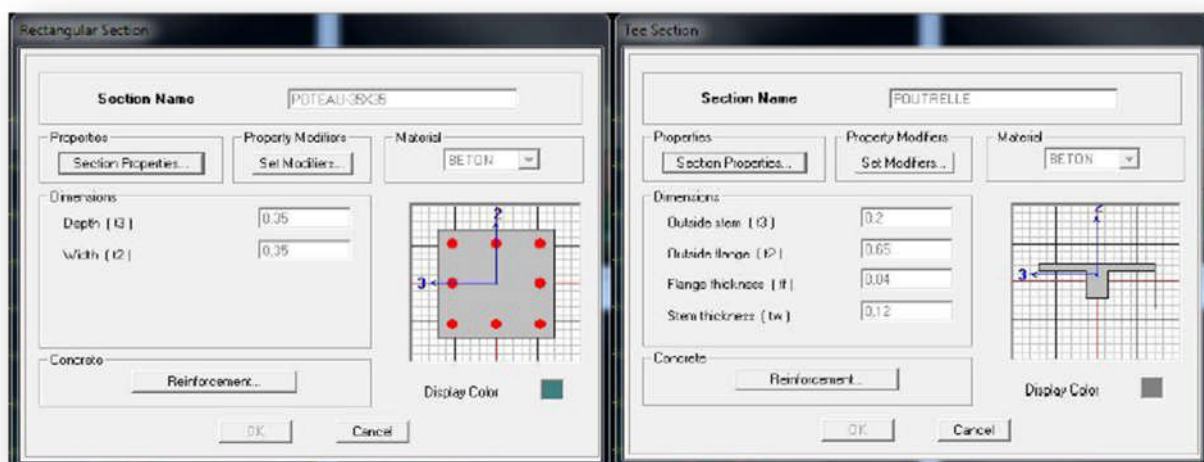 Rectangular Section
Section Name POTEAU-35X35
Properties
Section Properties...
Property Modifiers
Set Modifiers...
Material
BETON
Dimensions
Depth ( t3 ) 0,35
Width ( t2 ) 0,35
2
3
Concrete
Reinforcement...
Display Color
OK Cancel
Tee Section
Section Name POUTRELLE
Properties
Section Properties...
Property Modifiers
Set Modifiers...
Material
BETON
Dimensions
Outside stem ( t3 ) 0.2
Outside flange ( t2 ) 0.65
Flange thickness ( tf ) 0.04
Stem thickness ( tw ) 0.12
2
3
Concrete
Reinforcement...
Display Color
OK Cancel